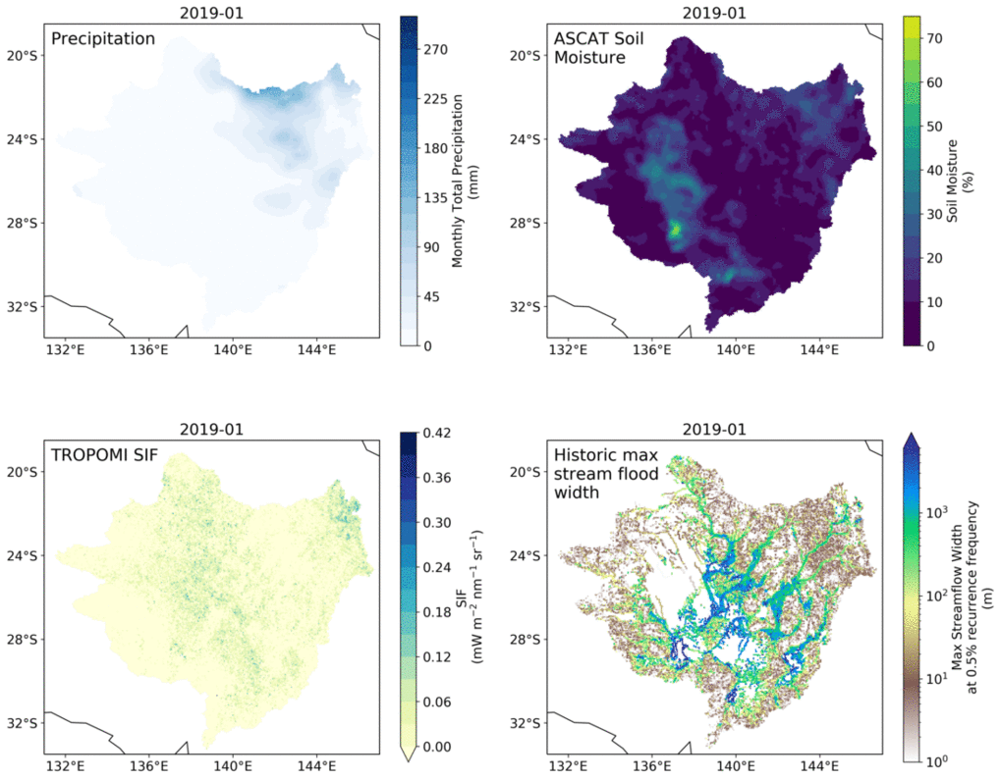 2019-01
Precipitation
20°S
24°S
28°S
32°S
132°E
136°E
140°E
144°E
270
225
180
135
90
45
0
Monthly Total Precipitation
(mm)
2019-01
ASCAT Soil
Moisture
20°S
24°S
28°S
32°S
132°E
136°E
140°E
144°E
70
60
50
40
30
20
10
0
Soil Moisture
(%)
2019-01
TROPOMI SIF
20°S
24°S
28°S
32°S
132°E
136°E
140°E
144°E
0.42
0.36
0.30
0.24
0.18
0.12
0.06
0.00
SIF
(mW m⁻² nm⁻¹ sr⁻¹)
2019-01
Historic max
stream flood
width
20°S
24°S
28°S
32°S
132°E
136°E
140°E
144°E
10³
10²
10¹
10⁰
Max Streamflow Width
at 0.5% recurrence frequency
(m)